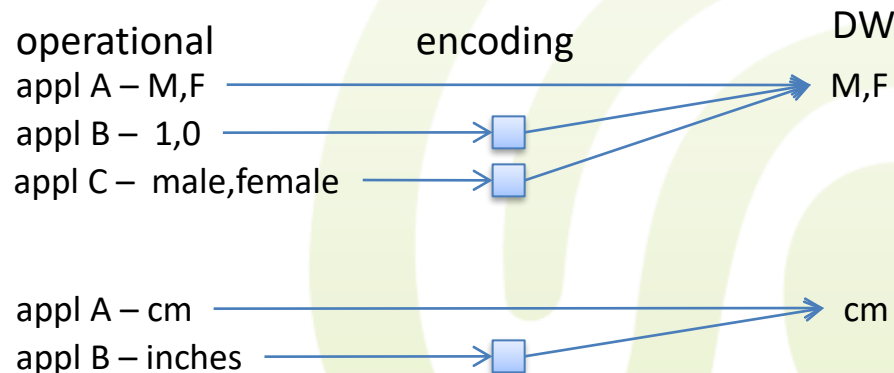 operational encoding DW
appl A – M,F M,F
appl B – 1,0
appl C – male,female
appl A – cm cm
appl B – inches